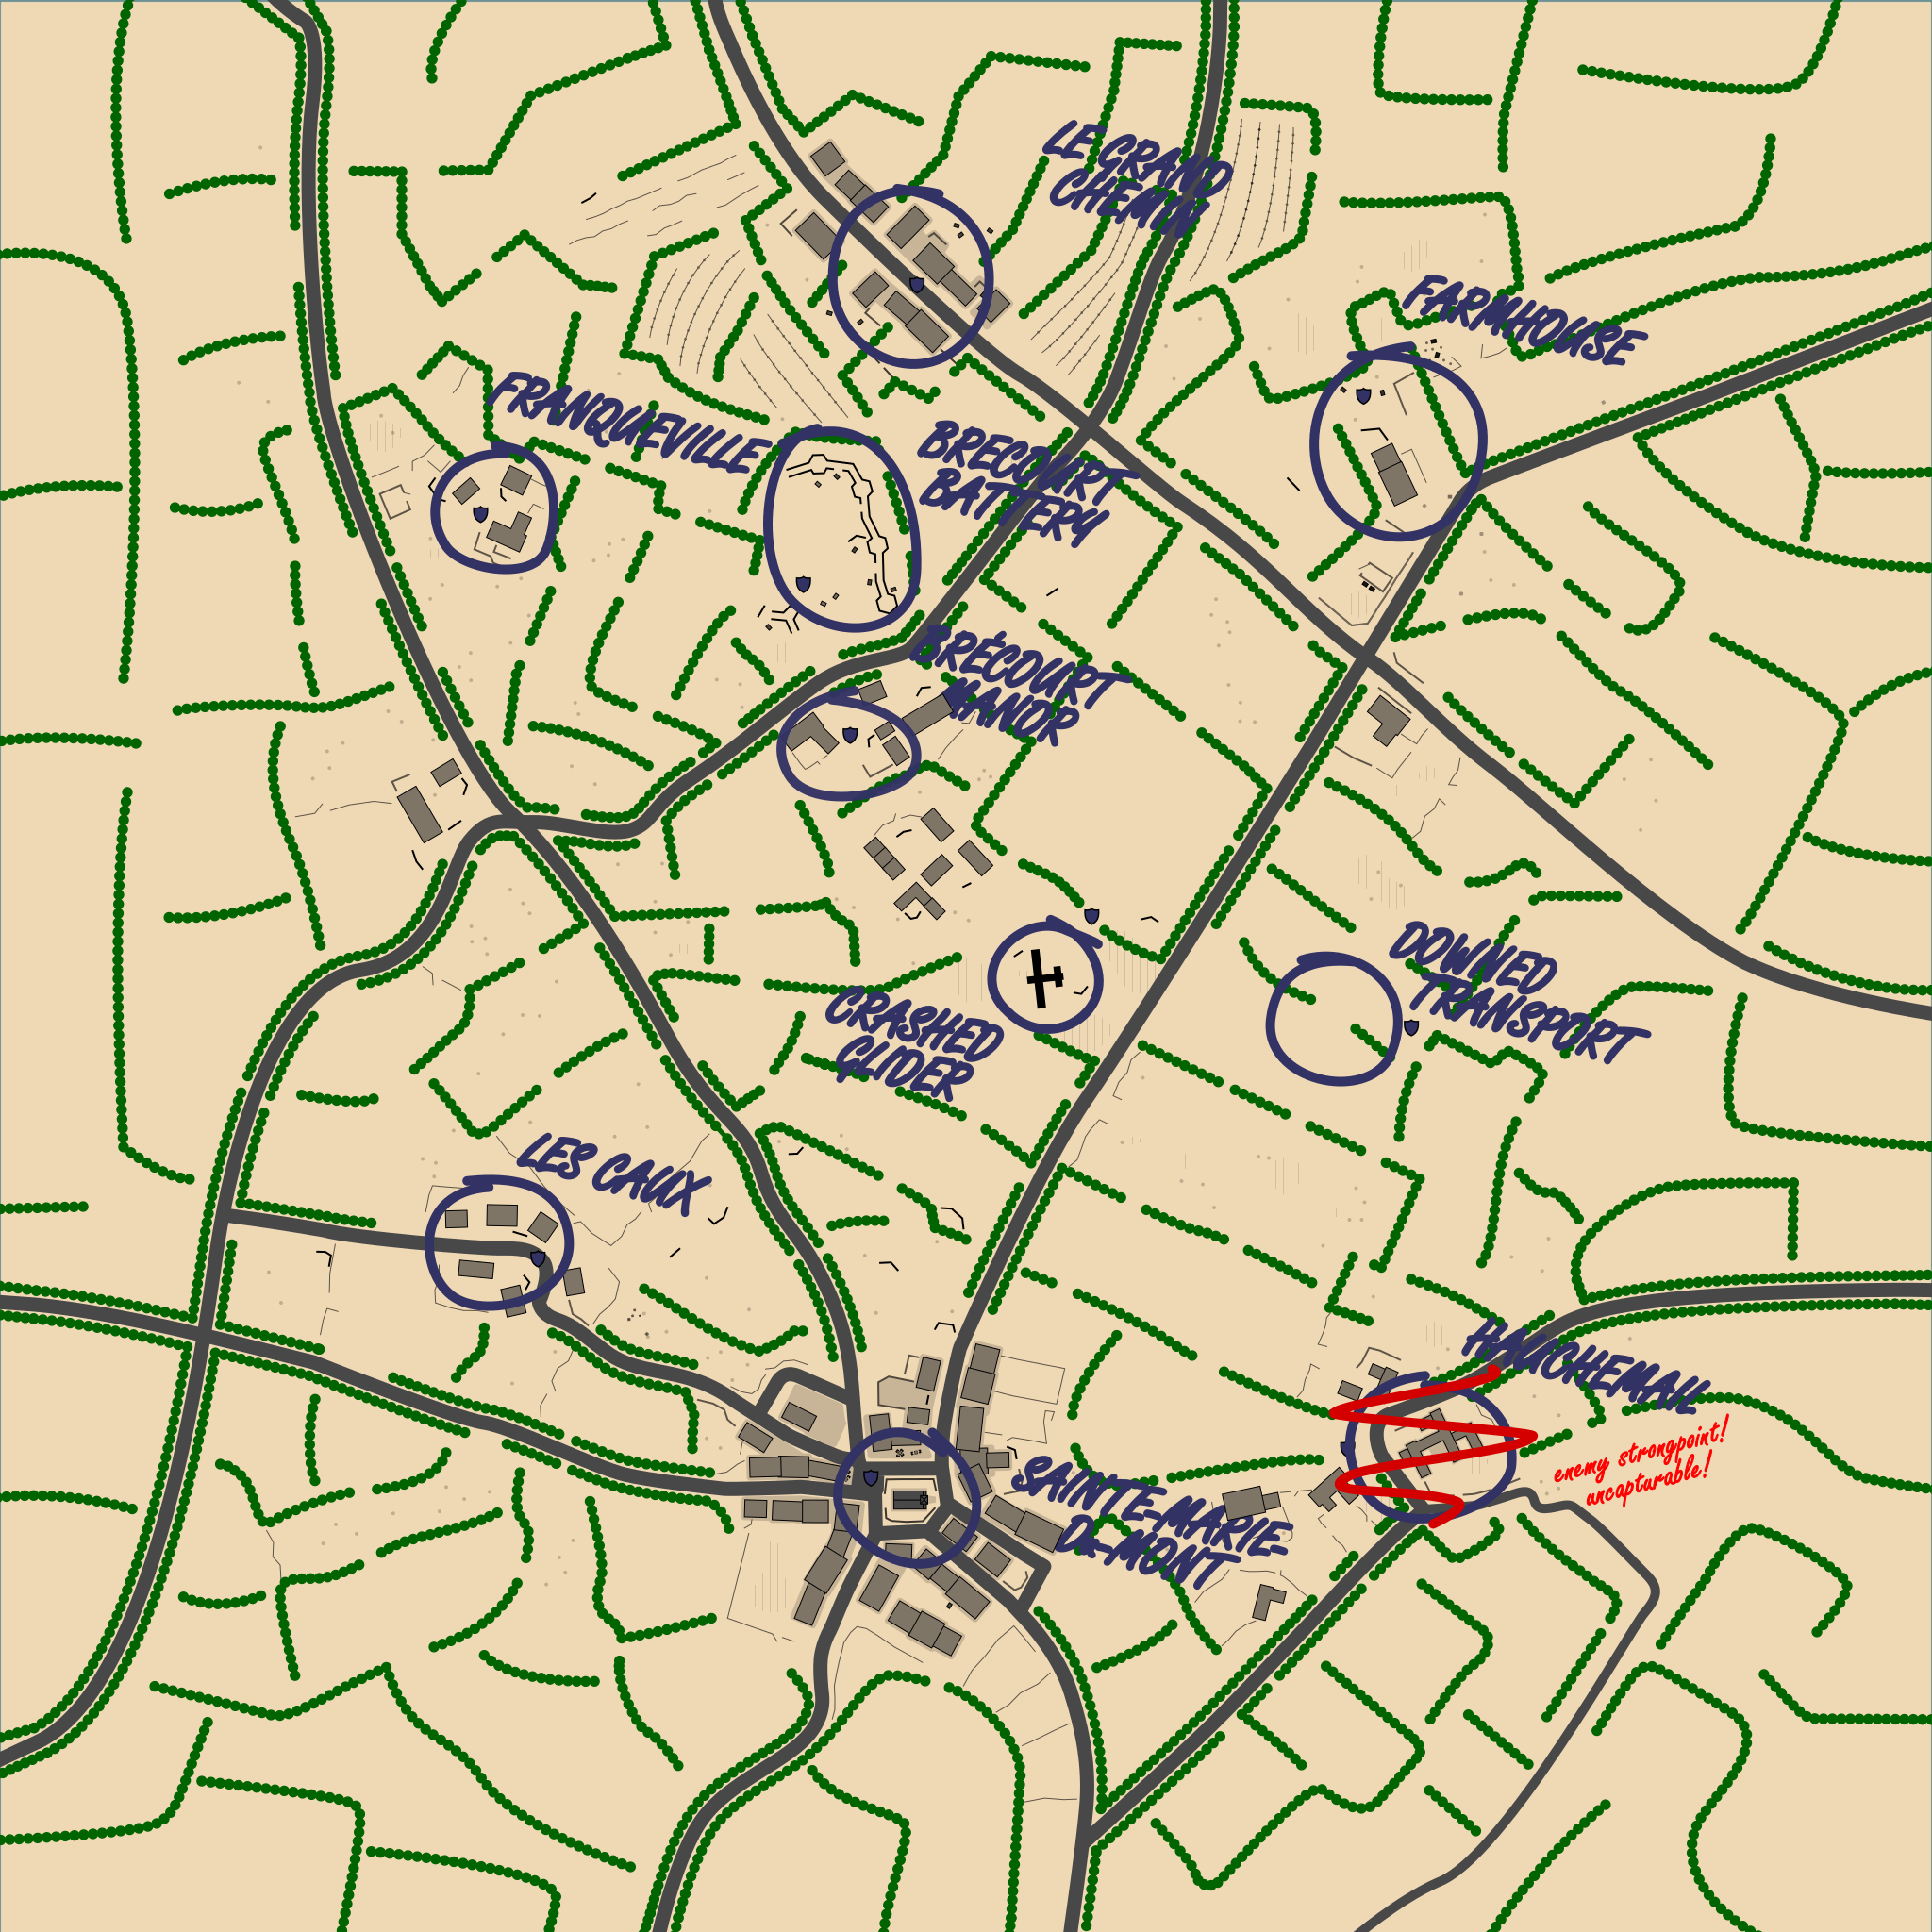 LE GRAND
CHEMIN
FARMHOUSE
FRANQUEVILLE
BRECOURT
BATTERY
BRÉCOURT
MANOR
DOWNED
TRANSPORT
CRASHED
GLIDER
LES CAUX
HAUCHEMAIL
enemy strongpoint!
uncapturable!
SAINTE-MARIE-
DU-MONT